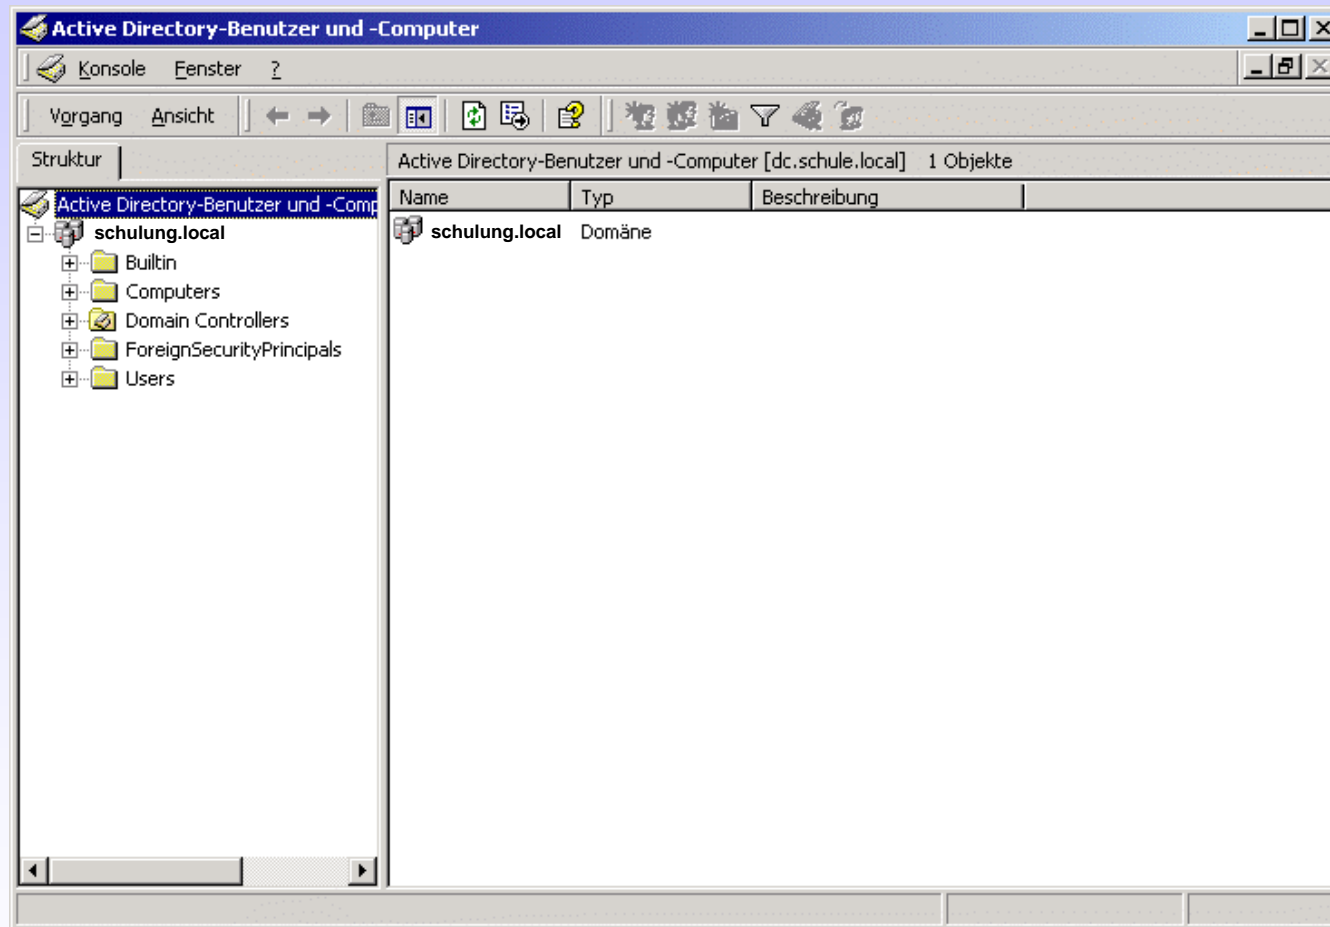 Active Directory-Benutzer und -Computer
Konsole Fenster ?
Vorgang Ansicht
Struktur
Active Directory-Benutzer und -Computer [dc.schule.local] 1 Objekte
Active Directory-Benutzer und -Comp
Name Typ Beschreibung
schulung.local
schulung.local Domäne
Builtin
Computers
Domain Controllers
ForeignSecurityPrincipals
Users